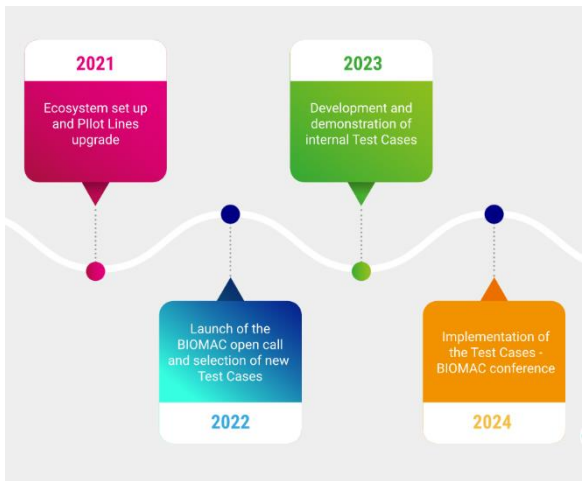 2021
Ecosystem set up
and PIlot Lines
upgrade
2023
Development and
demonstration of
internal Test Cases
Launch of the
BIOMAC open call
and selection of new
Test Cases
2022
Implementation of
the Test Cases -
BIOMAC conference
2024